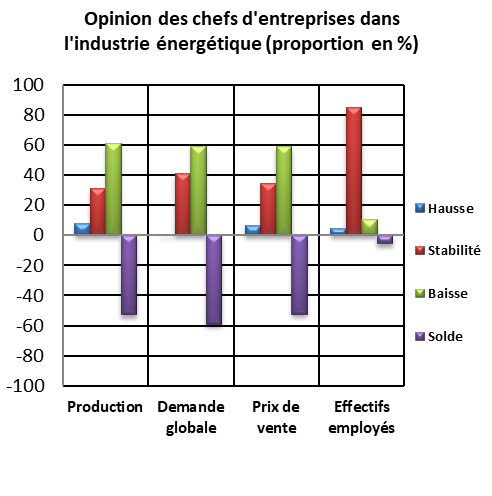 Opinion des chefs d'entreprises dans
l'industrie énergétique (proportion en %)
100
80
60
40
20
0
-20
-40
-60
-80
-100
Production
Demande
globale
Prix de
vente
Effectifs
employés
Hausse
Stabilité
Baisse
Solde